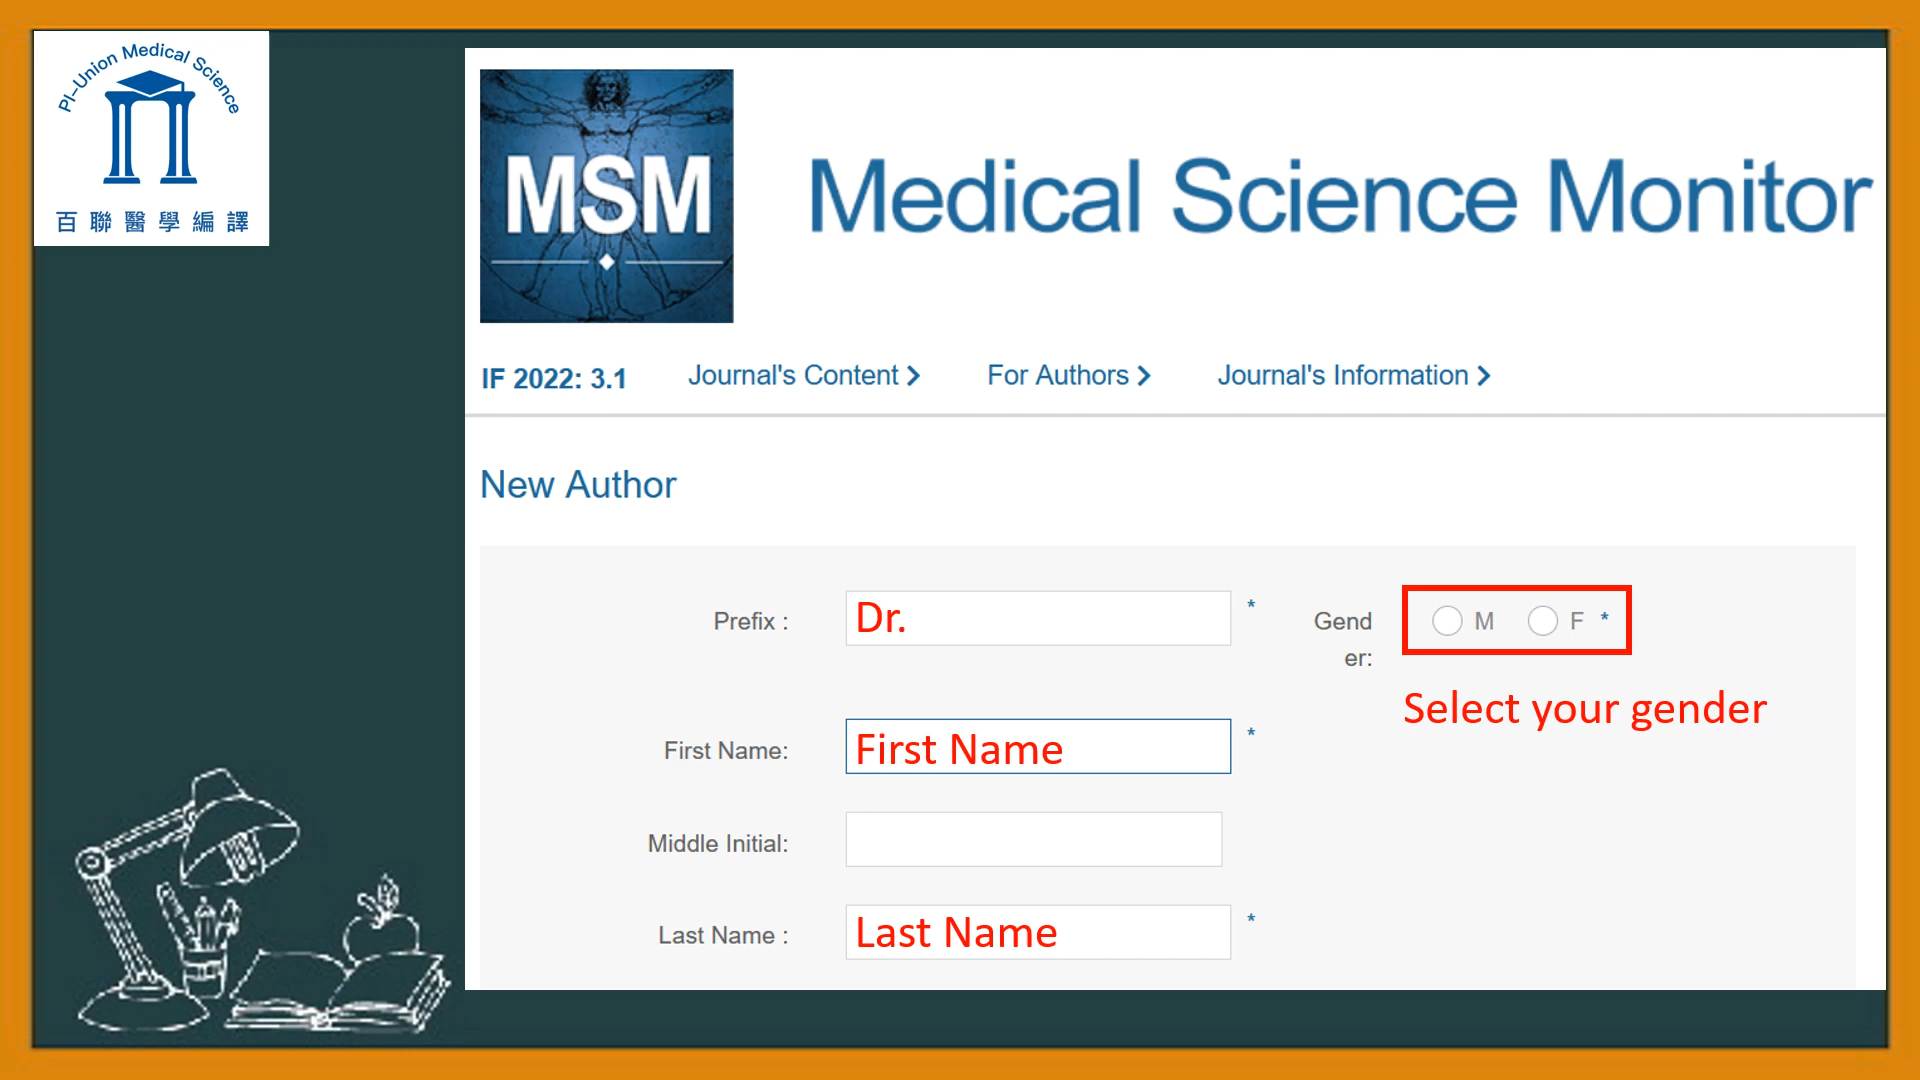 PI-Union Medical Science
百聯醫學編譯
MSM
Medical Science Monitor
IF 2022: 3.1
Journal's Content
For Authors
Journal's Information
New Author
Prefix :
Dr.
*
Gend
er:
M
F
*
Select your gender
First Name:
First Name
*
Middle Initial:
Last Name :
Last Name
*